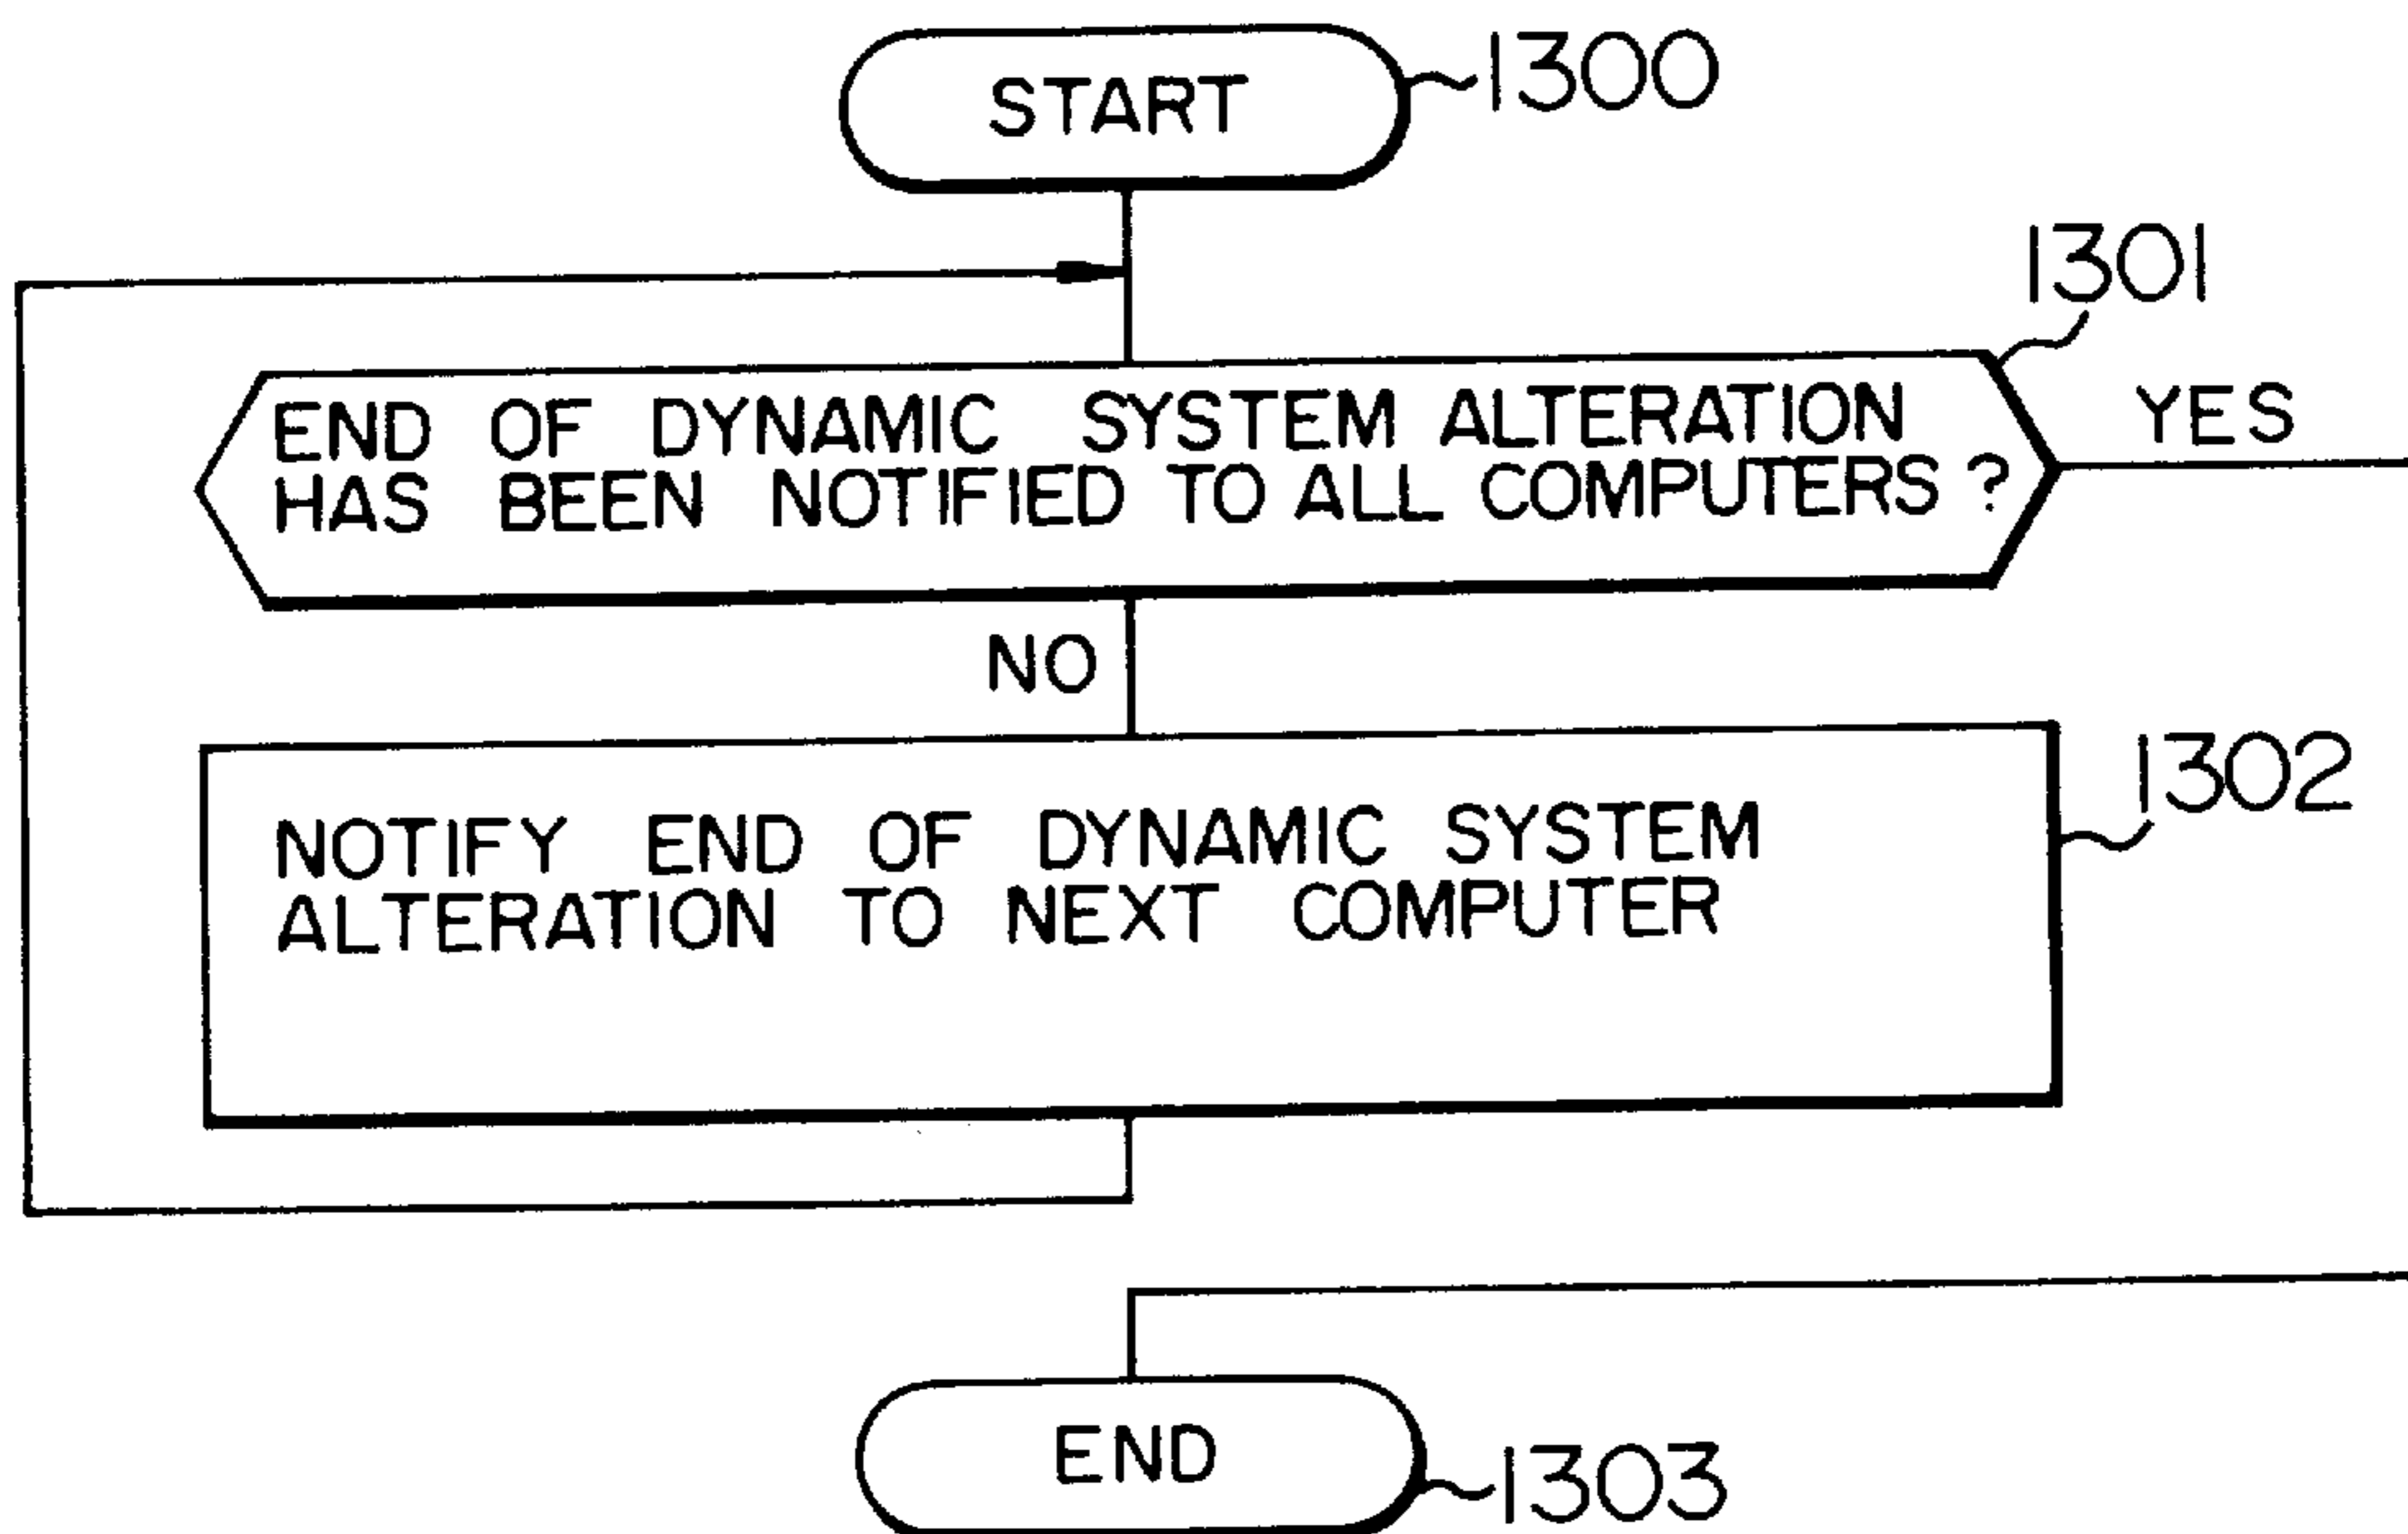 START
1300
1301
END OF DYNAMIC SYSTEM ALTERATION
HAS BEEN NOTIFIED TO ALL COMPUTERS ?
YES
NO
1302
NOTIFY END OF DYNAMIC SYSTEM
ALTERATION TO NEXT COMPUTER
END
1303